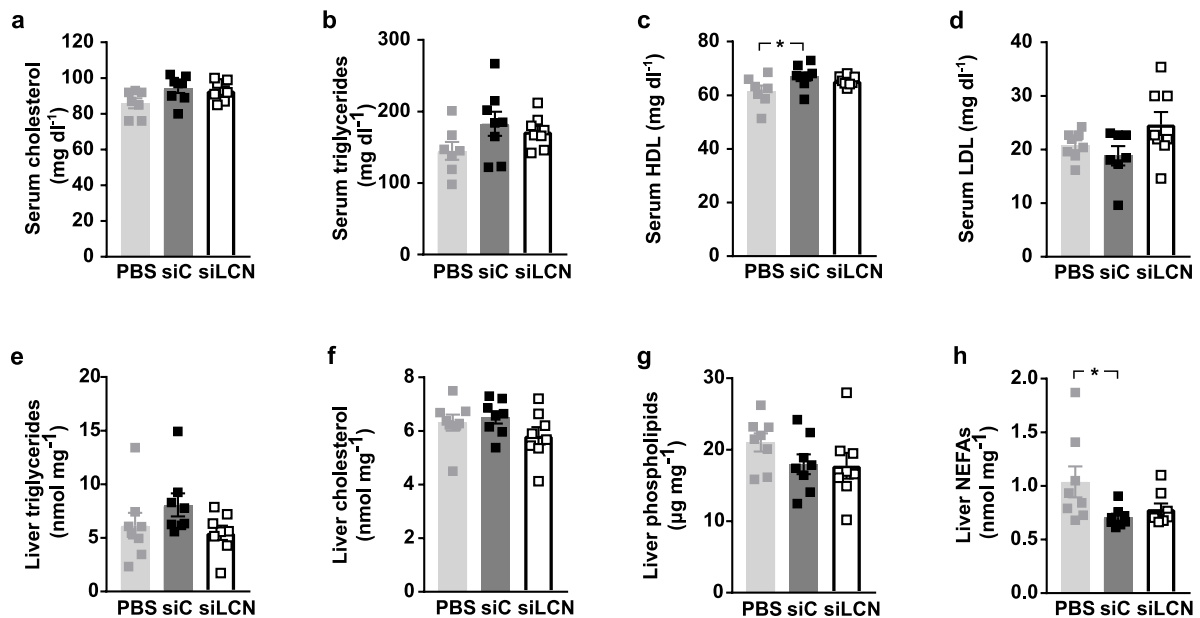 a
Serum cholesterol
(mg dl⁻¹)
120
100
80
60
40
20
0
PBS siC siLCN
b
Serum triglycerides
mg dl⁻¹)
300
200
100
0
PBS siC siLCN
c
Serum HDL (mg dl⁻¹)
80
60
40
20
0
*
PBS siC siLCN
d
Serum LDL (mg dl⁻¹)
40
30
20
10
0
PBS siC siLCN
e
Liver triglycerides
(nmol mg⁻¹)
20
15
10
5
0
PBS siC siLCN
f
Liver cholesterol
(nmol mg⁻¹)
8
6
4
2
0
PBS siC siLCN
g
Liver phospholipids
(µg mg⁻¹)
30
20
10
0
PBS siC siLCN
h
Liver NEFAs
(nmol mg⁻¹)
2.0
1.5
1.0
0.5
0.0
*
PBS siC siLCN